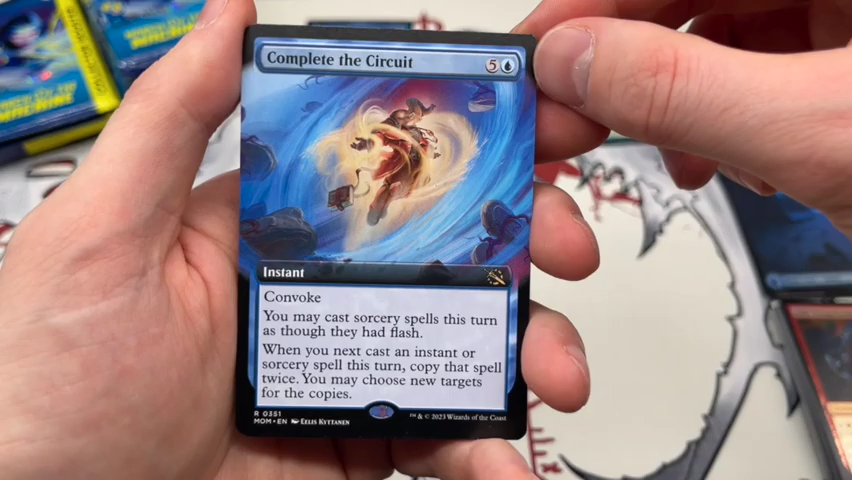 Complete the Circuit
5
Instant
Convoke
You may cast sorcery spells this turn
as though they had flash.
When you next cast an instant or
sorcery spell this turn, copy that spell
twice. You may choose new targets
for the copies.
R 0351
MOM • EN EELIS KYTTANEN
™ & © 2023 Wizards of the Coast
MACHINE